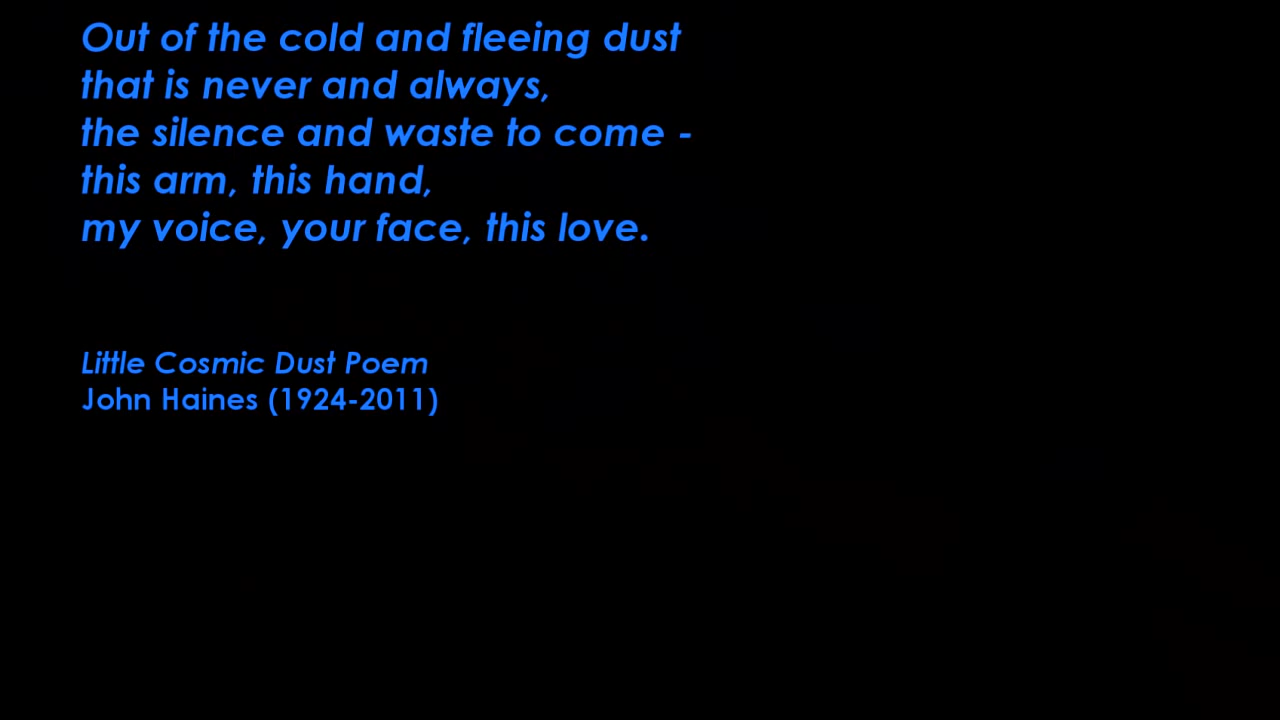 Out of the cold and fleeing dust
that is never and always,
the silence and waste to come -
this arm, this hand,
my voice, your face, this love.
Little Cosmic Dust Poem
John Haines (1924-2011)